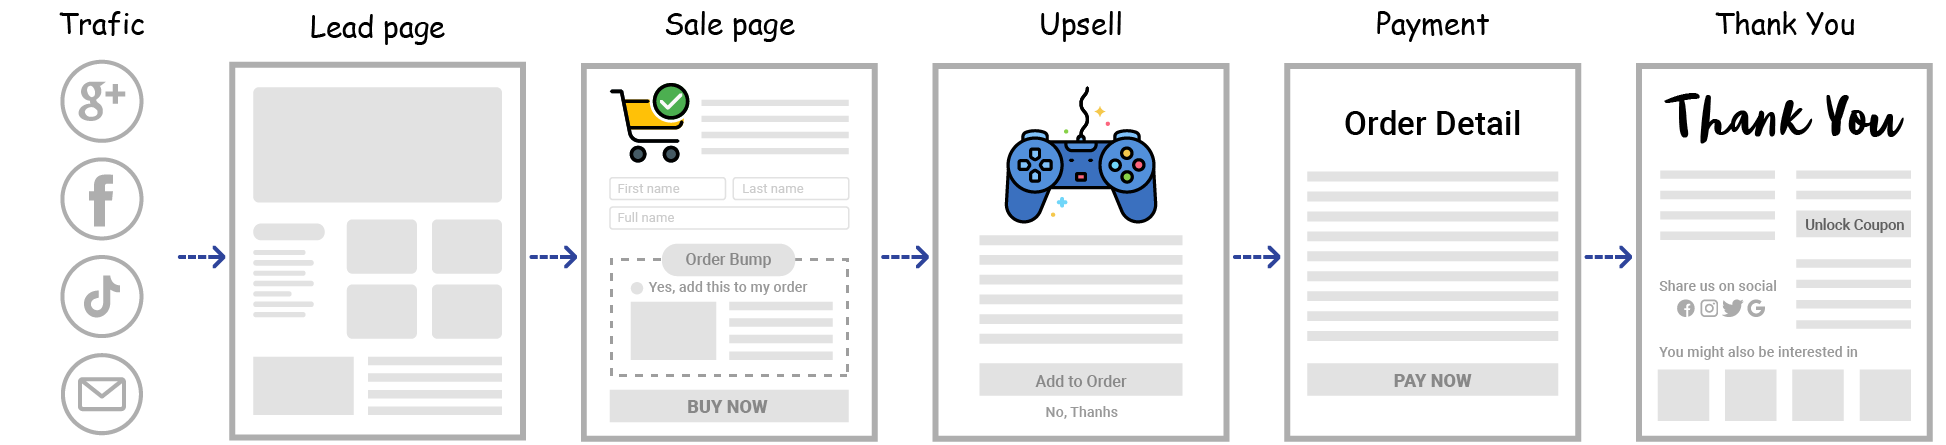 Trafic
g+
f
Lead page
Sale page
First name
Last name
Full name
Order Bump
Yes, add this to my order
BUY NOW
Upsell
Add to Order
No, Thanhs
Payment
Order Detail
PAY NOW
Thank You
Thank You
Unlock Coupon
Share us on social
You might also be interested in